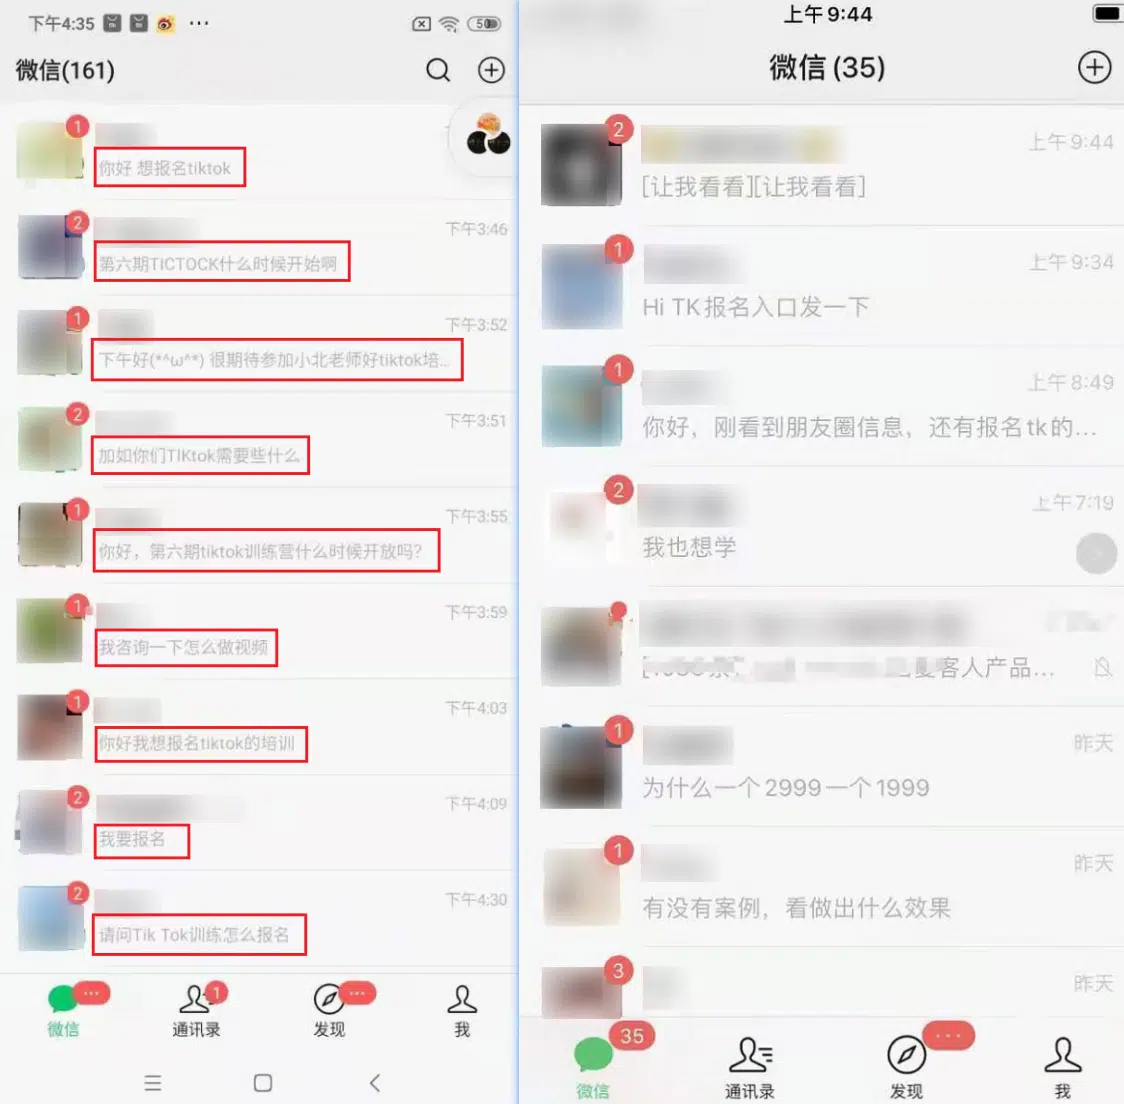 下午4:35
50
微信(161)
1
你好 想报名tiktok
2
下午3:46
第六期TiCTOCK什么时候开始啊
1
下午3:52
下午好(*^ω^*) 很期待参加小北老师好tiktok培...
2
下午3:51
加如你们TIKtok需要些什么
1
下午3:55
你好，第六期tiktok训练营什么时候开放吗？
1
下午3:59
我咨询一下怎么做视频
1
下午4:03
你好我想报名tiktok的培训
2
下午4:09
我要报名
2
下午4:30
请问Tik Tok训练怎么报名
微信
1
通讯录
发现
我
上午9:44
微信(35)
2
上午9:44
[让我看看][让我看看]
1
上午9:34
Hi TK报名入口发一下
1
上午8:49
你好，刚看到朋友圈信息，还有报名tk的...
2
上午7:19
我也想学
客人产品...
1
昨天
为什么一个2999一个1999
1
昨天
有没有案例，看做出什么效果
3
昨天
35
微信
通讯录
发现
我